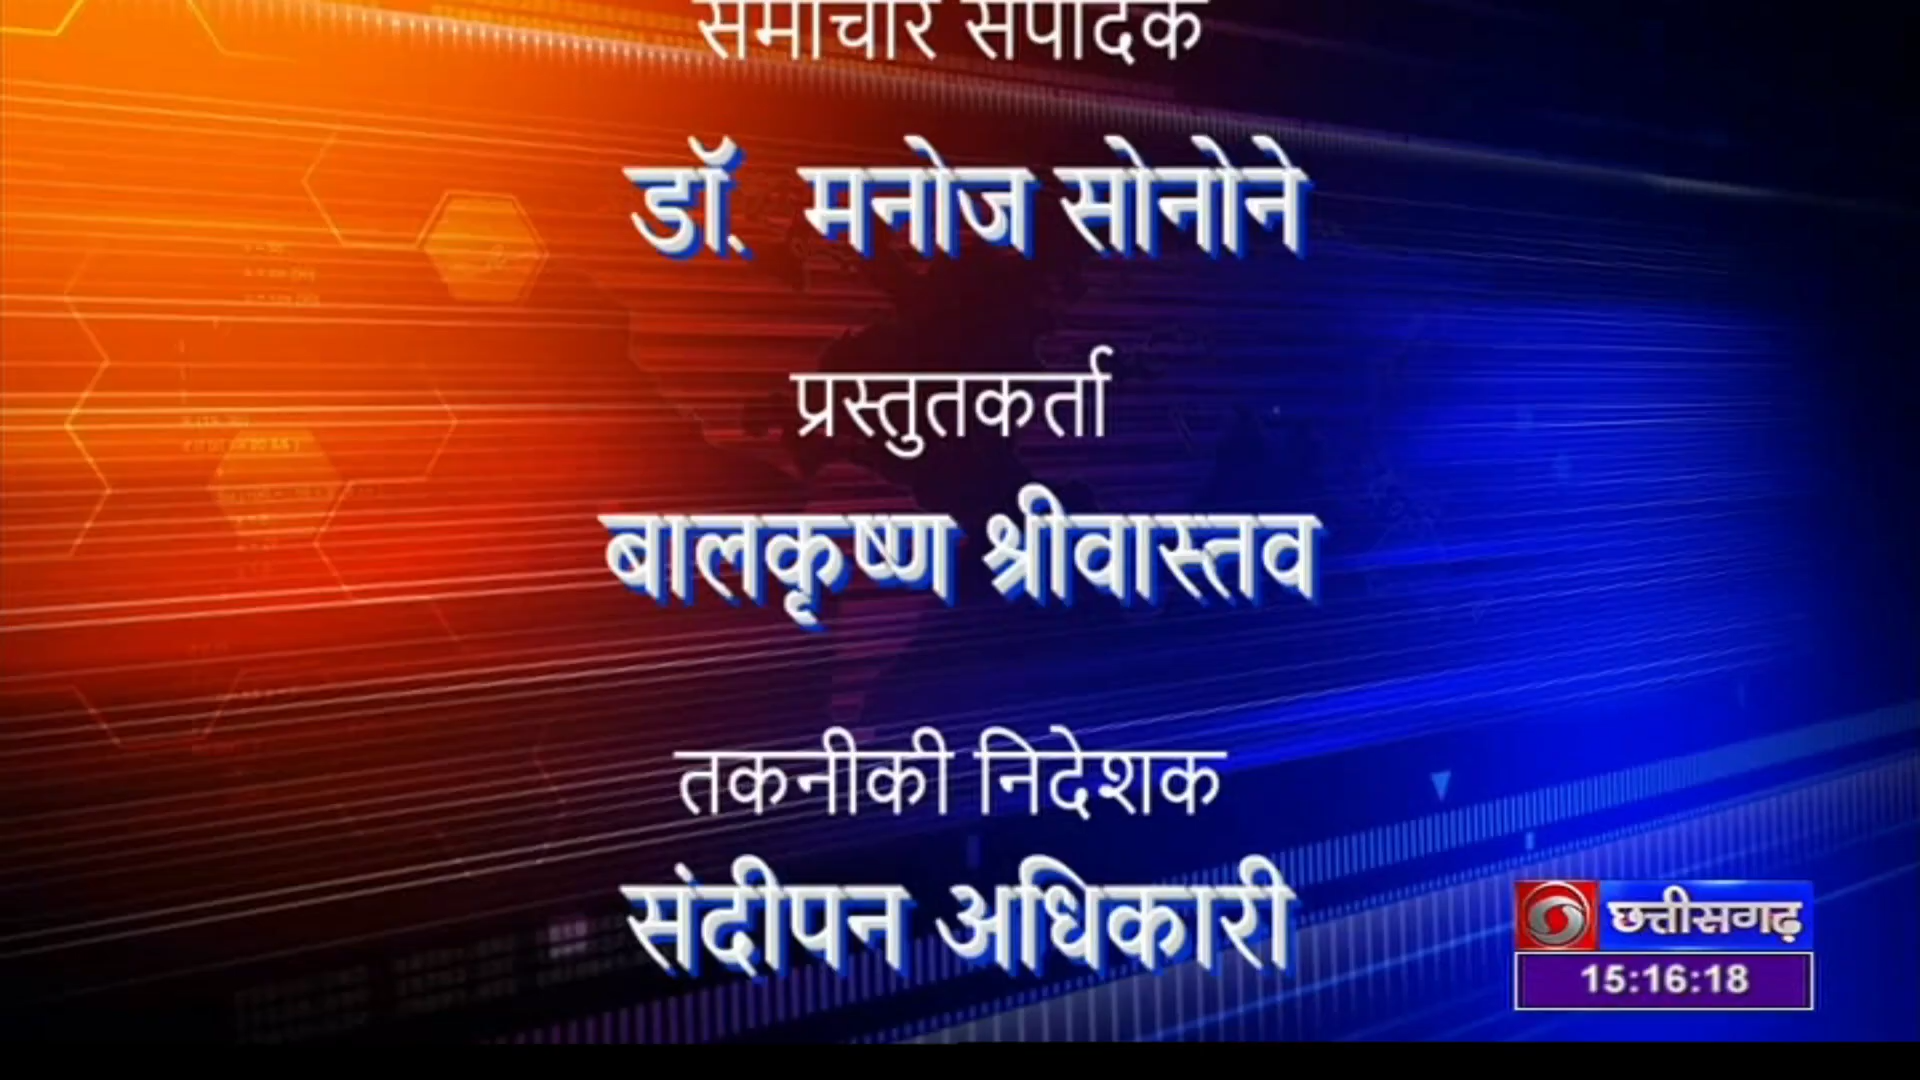 समाचार संपादक
डॉ. मनोज सोनोने
प्रस्तुतकर्ता
बालकृष्ण श्रीवास्तव
तकनीकी निदेशक
संदीपन अधिकारी
छत्तीसगढ़
15:16:18